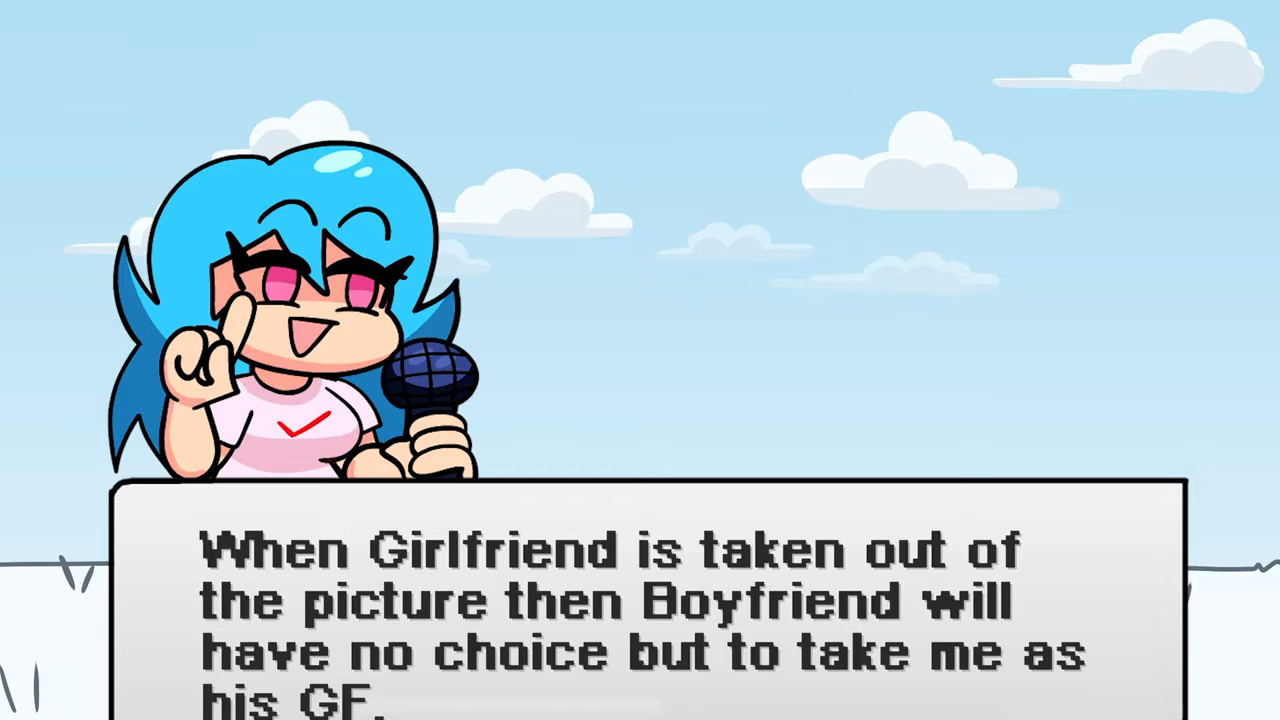 When Girlfriend is taken out of
the picture then Boyfriend will
have no choice but to take me as
his GF.